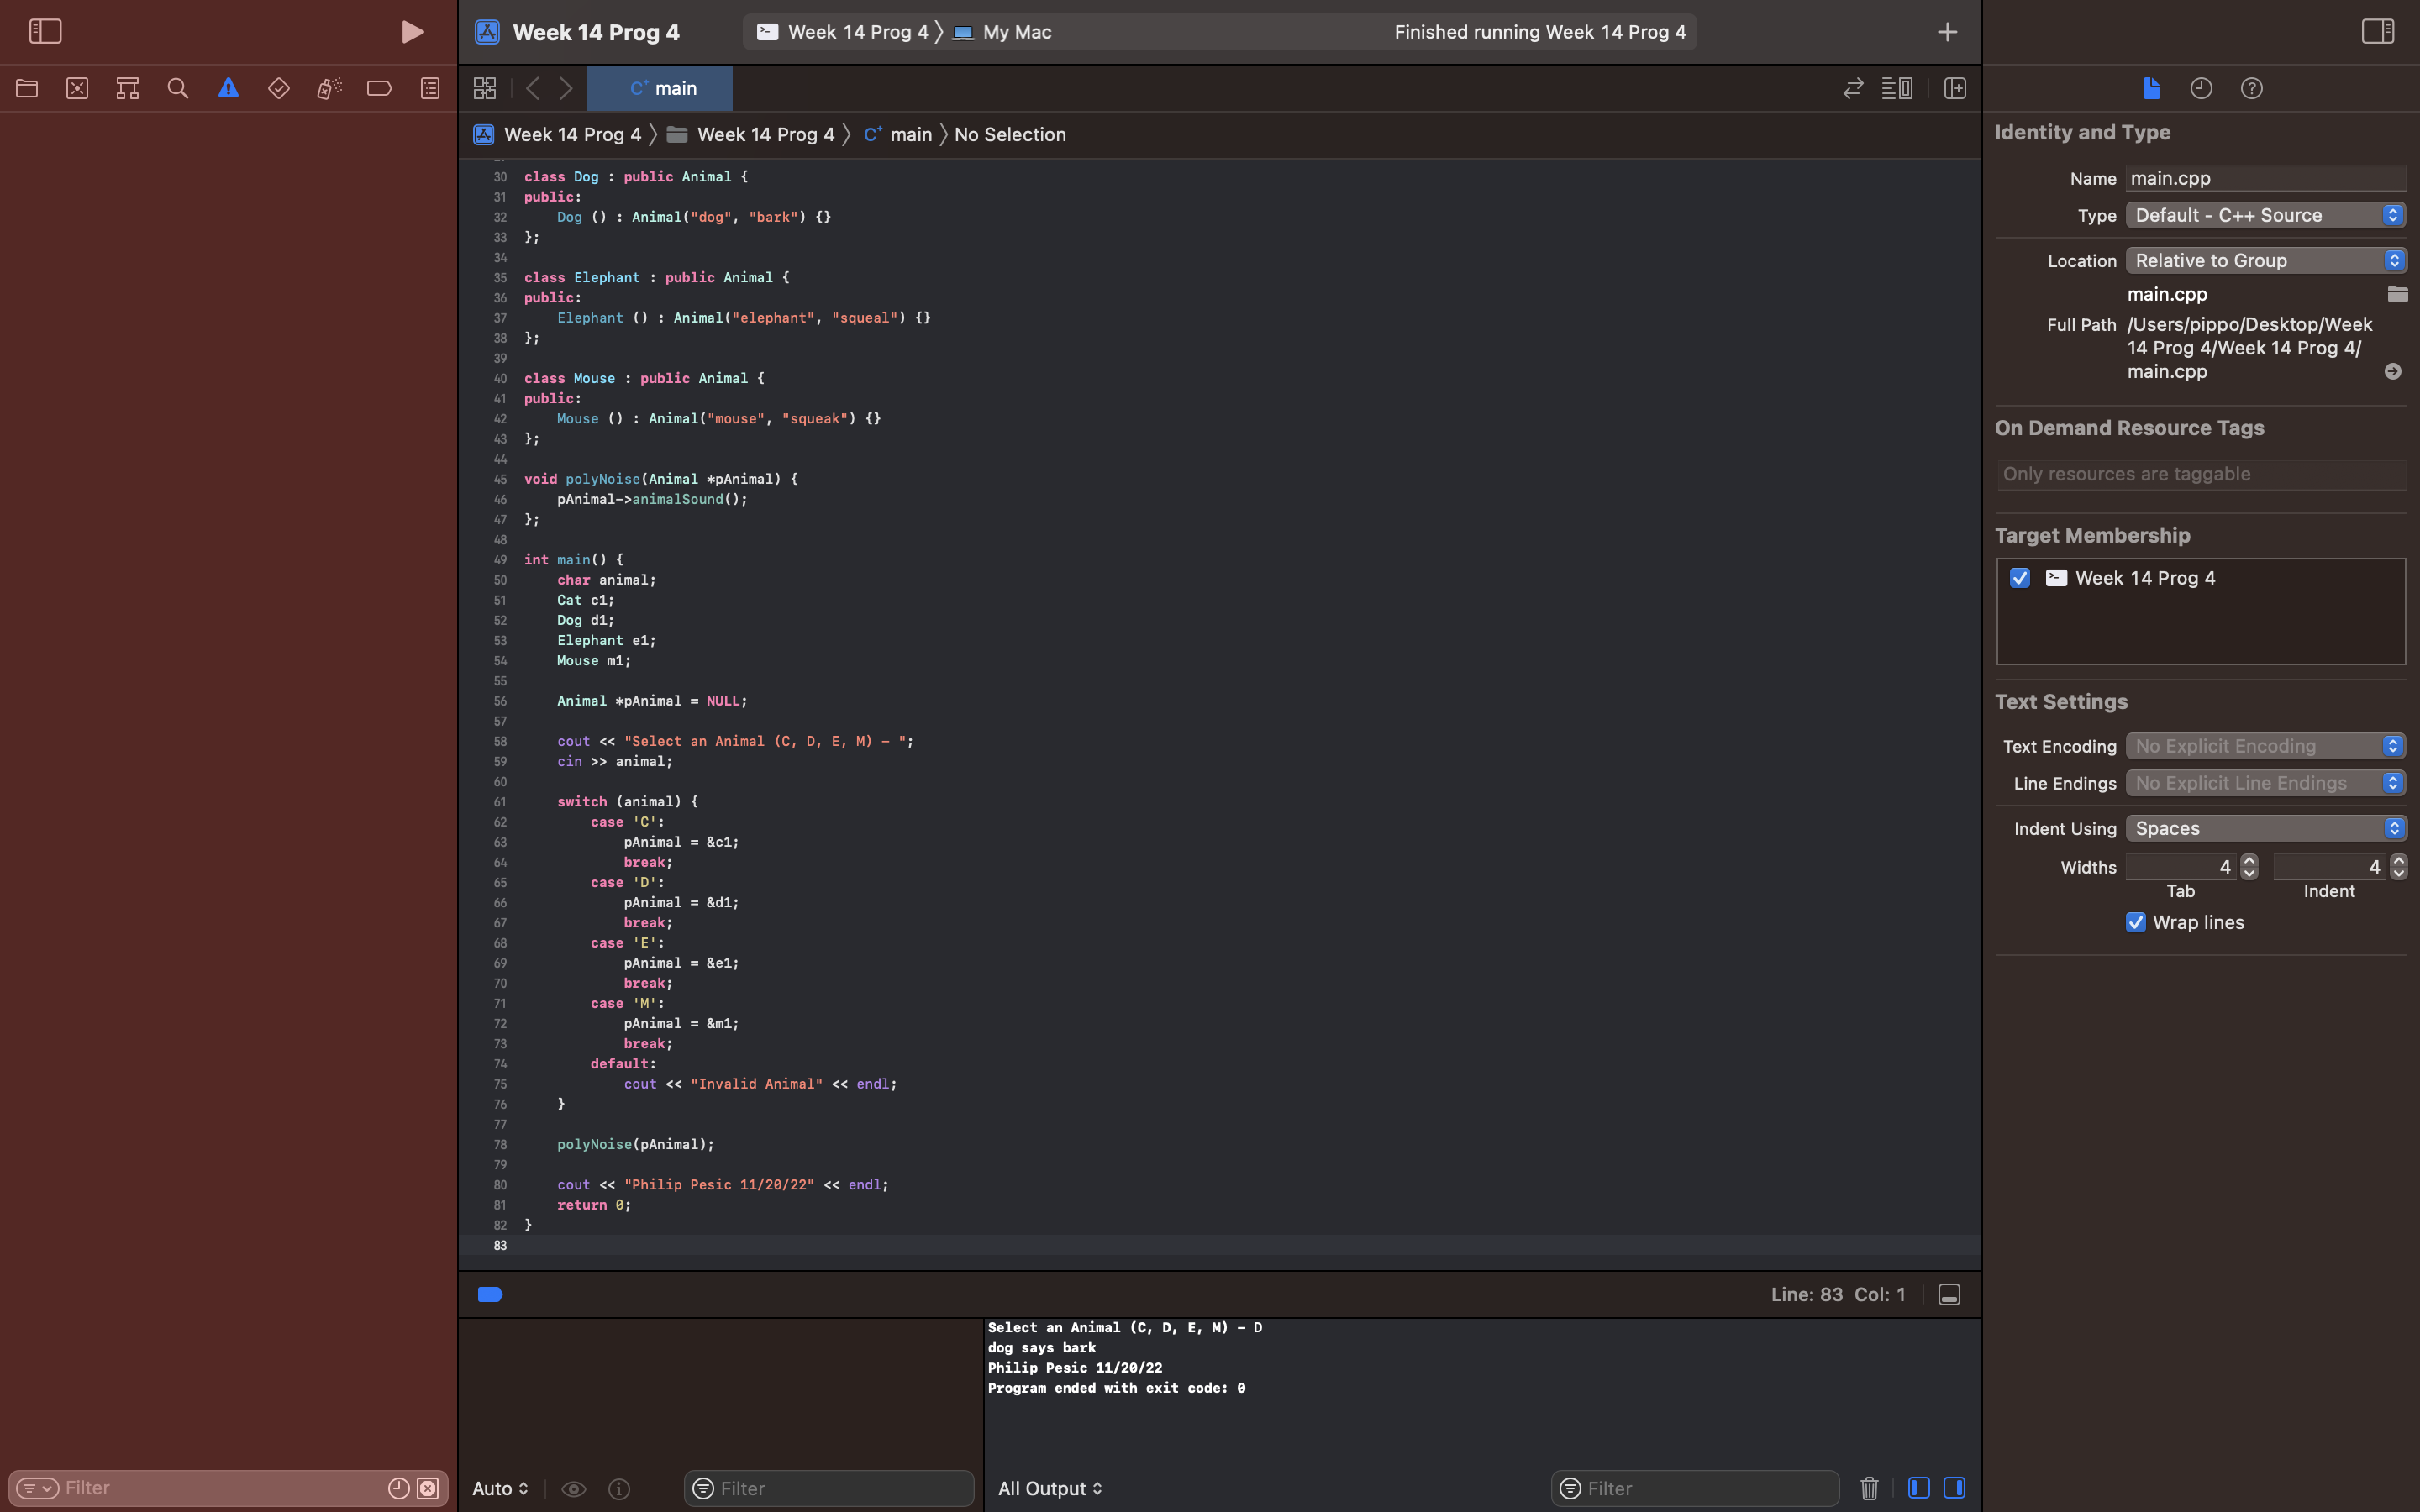 Week 14 Prog 4
Week 14 Prog 4 〉 My Mac
Finished running Week 14 Prog 4
main
Week 14 Prog 4 〉 Week 14 Prog 4 〉 main 〉 No Selection
30 class Dog : public Animal {
31 public:
32     Dog () : Animal("dog", "bark") {}
33 };
34
35 class Elephant : public Animal {
36 public:
37     Elephant () : Animal("elephant", "squeal") {}
38 };
39
40 class Mouse : public Animal {
41 public:
42     Mouse () : Animal("mouse", "squeak") {}
43 };
44
45 void polyNoise(Animal *pAnimal) {
46     pAnimal->animalSound();
47 };
48
49 int main() {
50     char animal;
51     Cat c1;
52     Dog d1;
53     Elephant e1;
54     Mouse m1;
55
56     Animal *pAnimal = NULL;
57
58     cout << "Select an Animal (C, D, E, M) - ";
59     cin >> animal;
60
61     switch (animal) {
62         case 'C':
63             pAnimal = &c1;
64             break;
65         case 'D':
66             pAnimal = &d1;
67             break;
68         case 'E':
69             pAnimal = &e1;
70             break;
71         case 'M':
72             pAnimal = &m1;
73             break;
74         default:
75             cout << "Invalid Animal" << endl;
76     }
77
78     polyNoise(pAnimal);
79
80     cout << "Philip Pesic 11/20/22" << endl;
81     return 0;
82 }
83
Line: 83 Col: 1
Select an Animal (C, D, E, M) - D
dog says bark
Philip Pesic 11/20/22
Program ended with exit code: 0
Filter
Auto
Filter
All Output
Filter
Identity and Type
Name main.cpp
Type Default - C++ Source
Location Relative to Group
main.cpp
Full Path /Users/pippo/Desktop/Week
14 Prog 4/Week 14 Prog 4/
main.cpp
On Demand Resource Tags
Only resources are taggable
Target Membership
Week 14 Prog 4
Text Settings
Text Encoding No Explicit Encoding
Line Endings No Explicit Line Endings
Indent Using Spaces
Widths 4 4
Tab Indent
Wrap lines